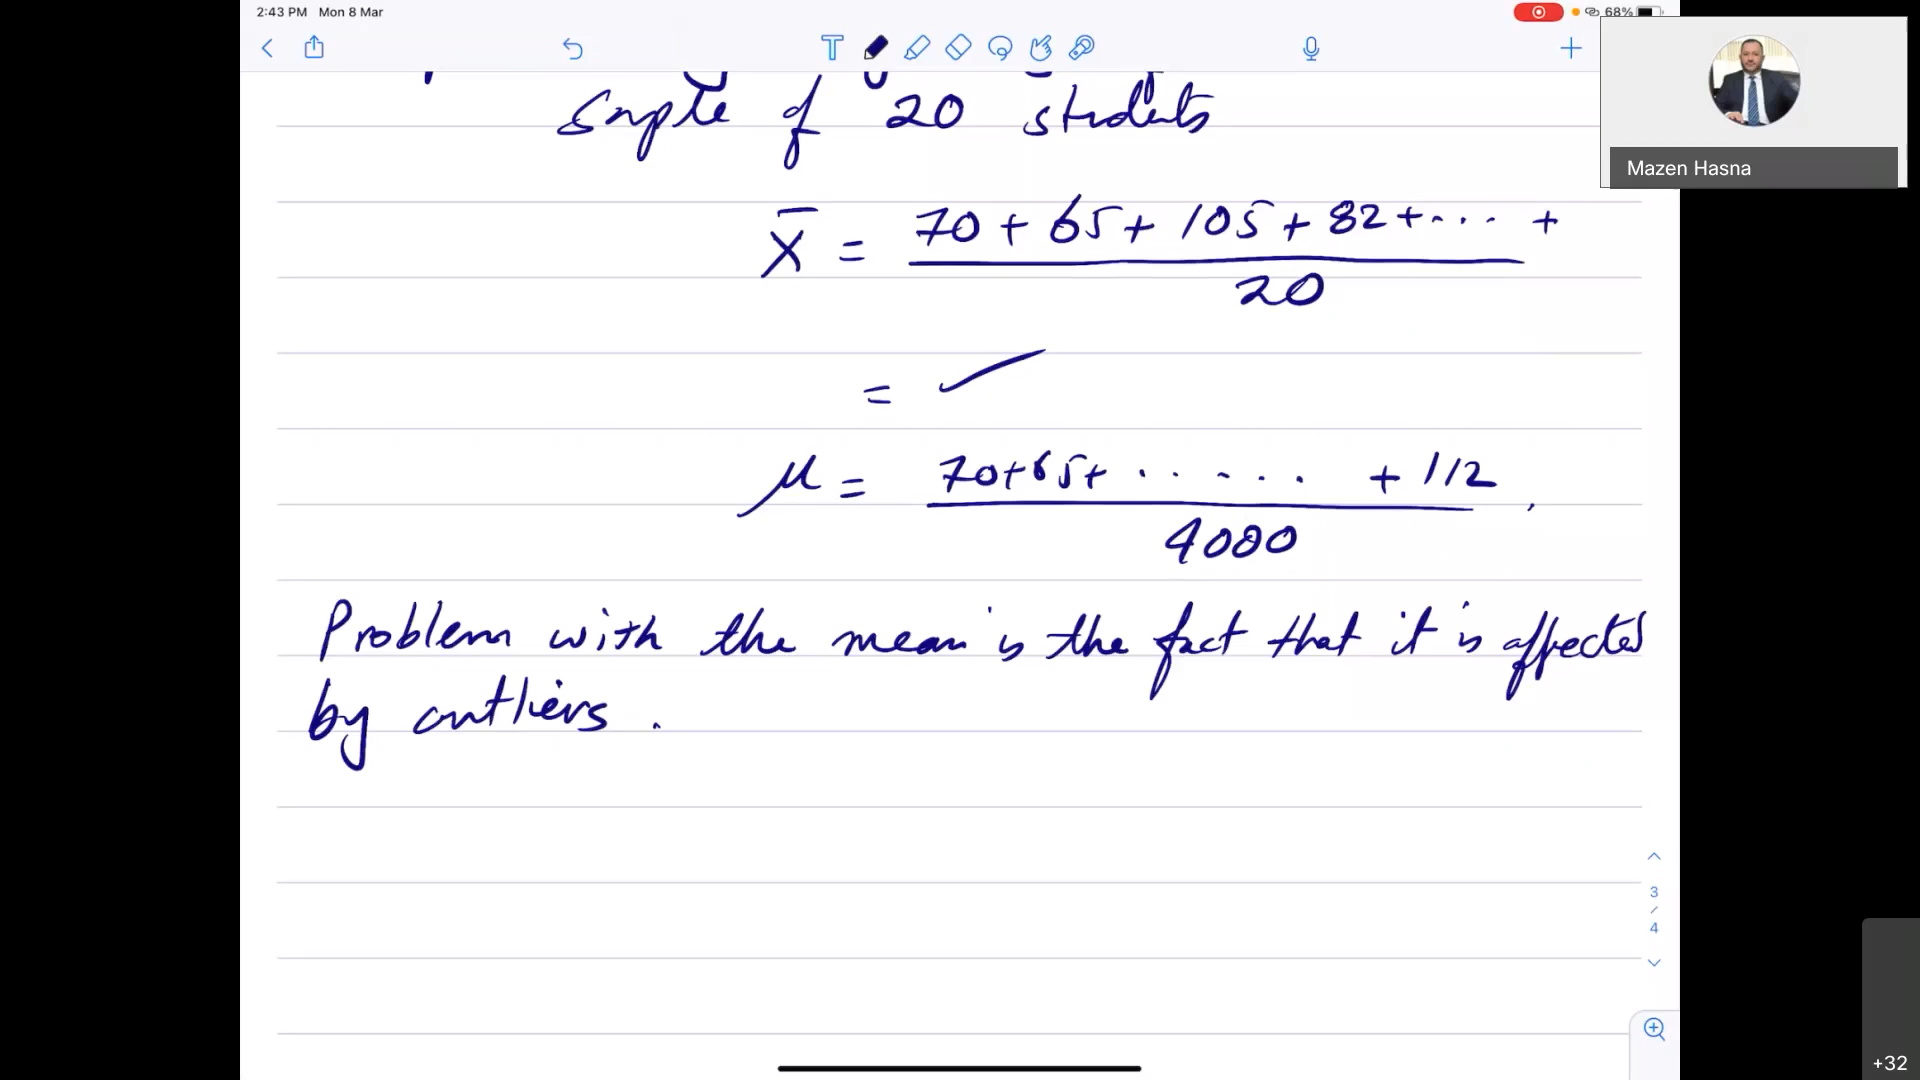 2:43 PM Mon 8 Mar
68%
Mazen Hasna
Sample of 20 students
X̄ = 70 + 65 + 105 + 82 + ... +
20
= ✓
μ = 70+65+ ...... + 112
4000
Problem with the mean is the fact that it is affected
by outliers.
3
/
4
+32